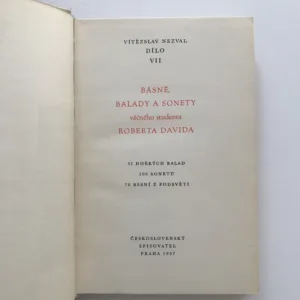 VÍTĚZSLAV NEZVAL
DÍLO
VII
BÁSNĚ,
BALADY A SONETY
věčného studenta
ROBERTA DAVIDA
52 HOŘKÝCH BALAD
100 SONETŮ
70 BÁSNÍ Z PODSVĚTÍ
ČESKOSLOVENSKÝ
SPISOVATEL
PRAHA 1957